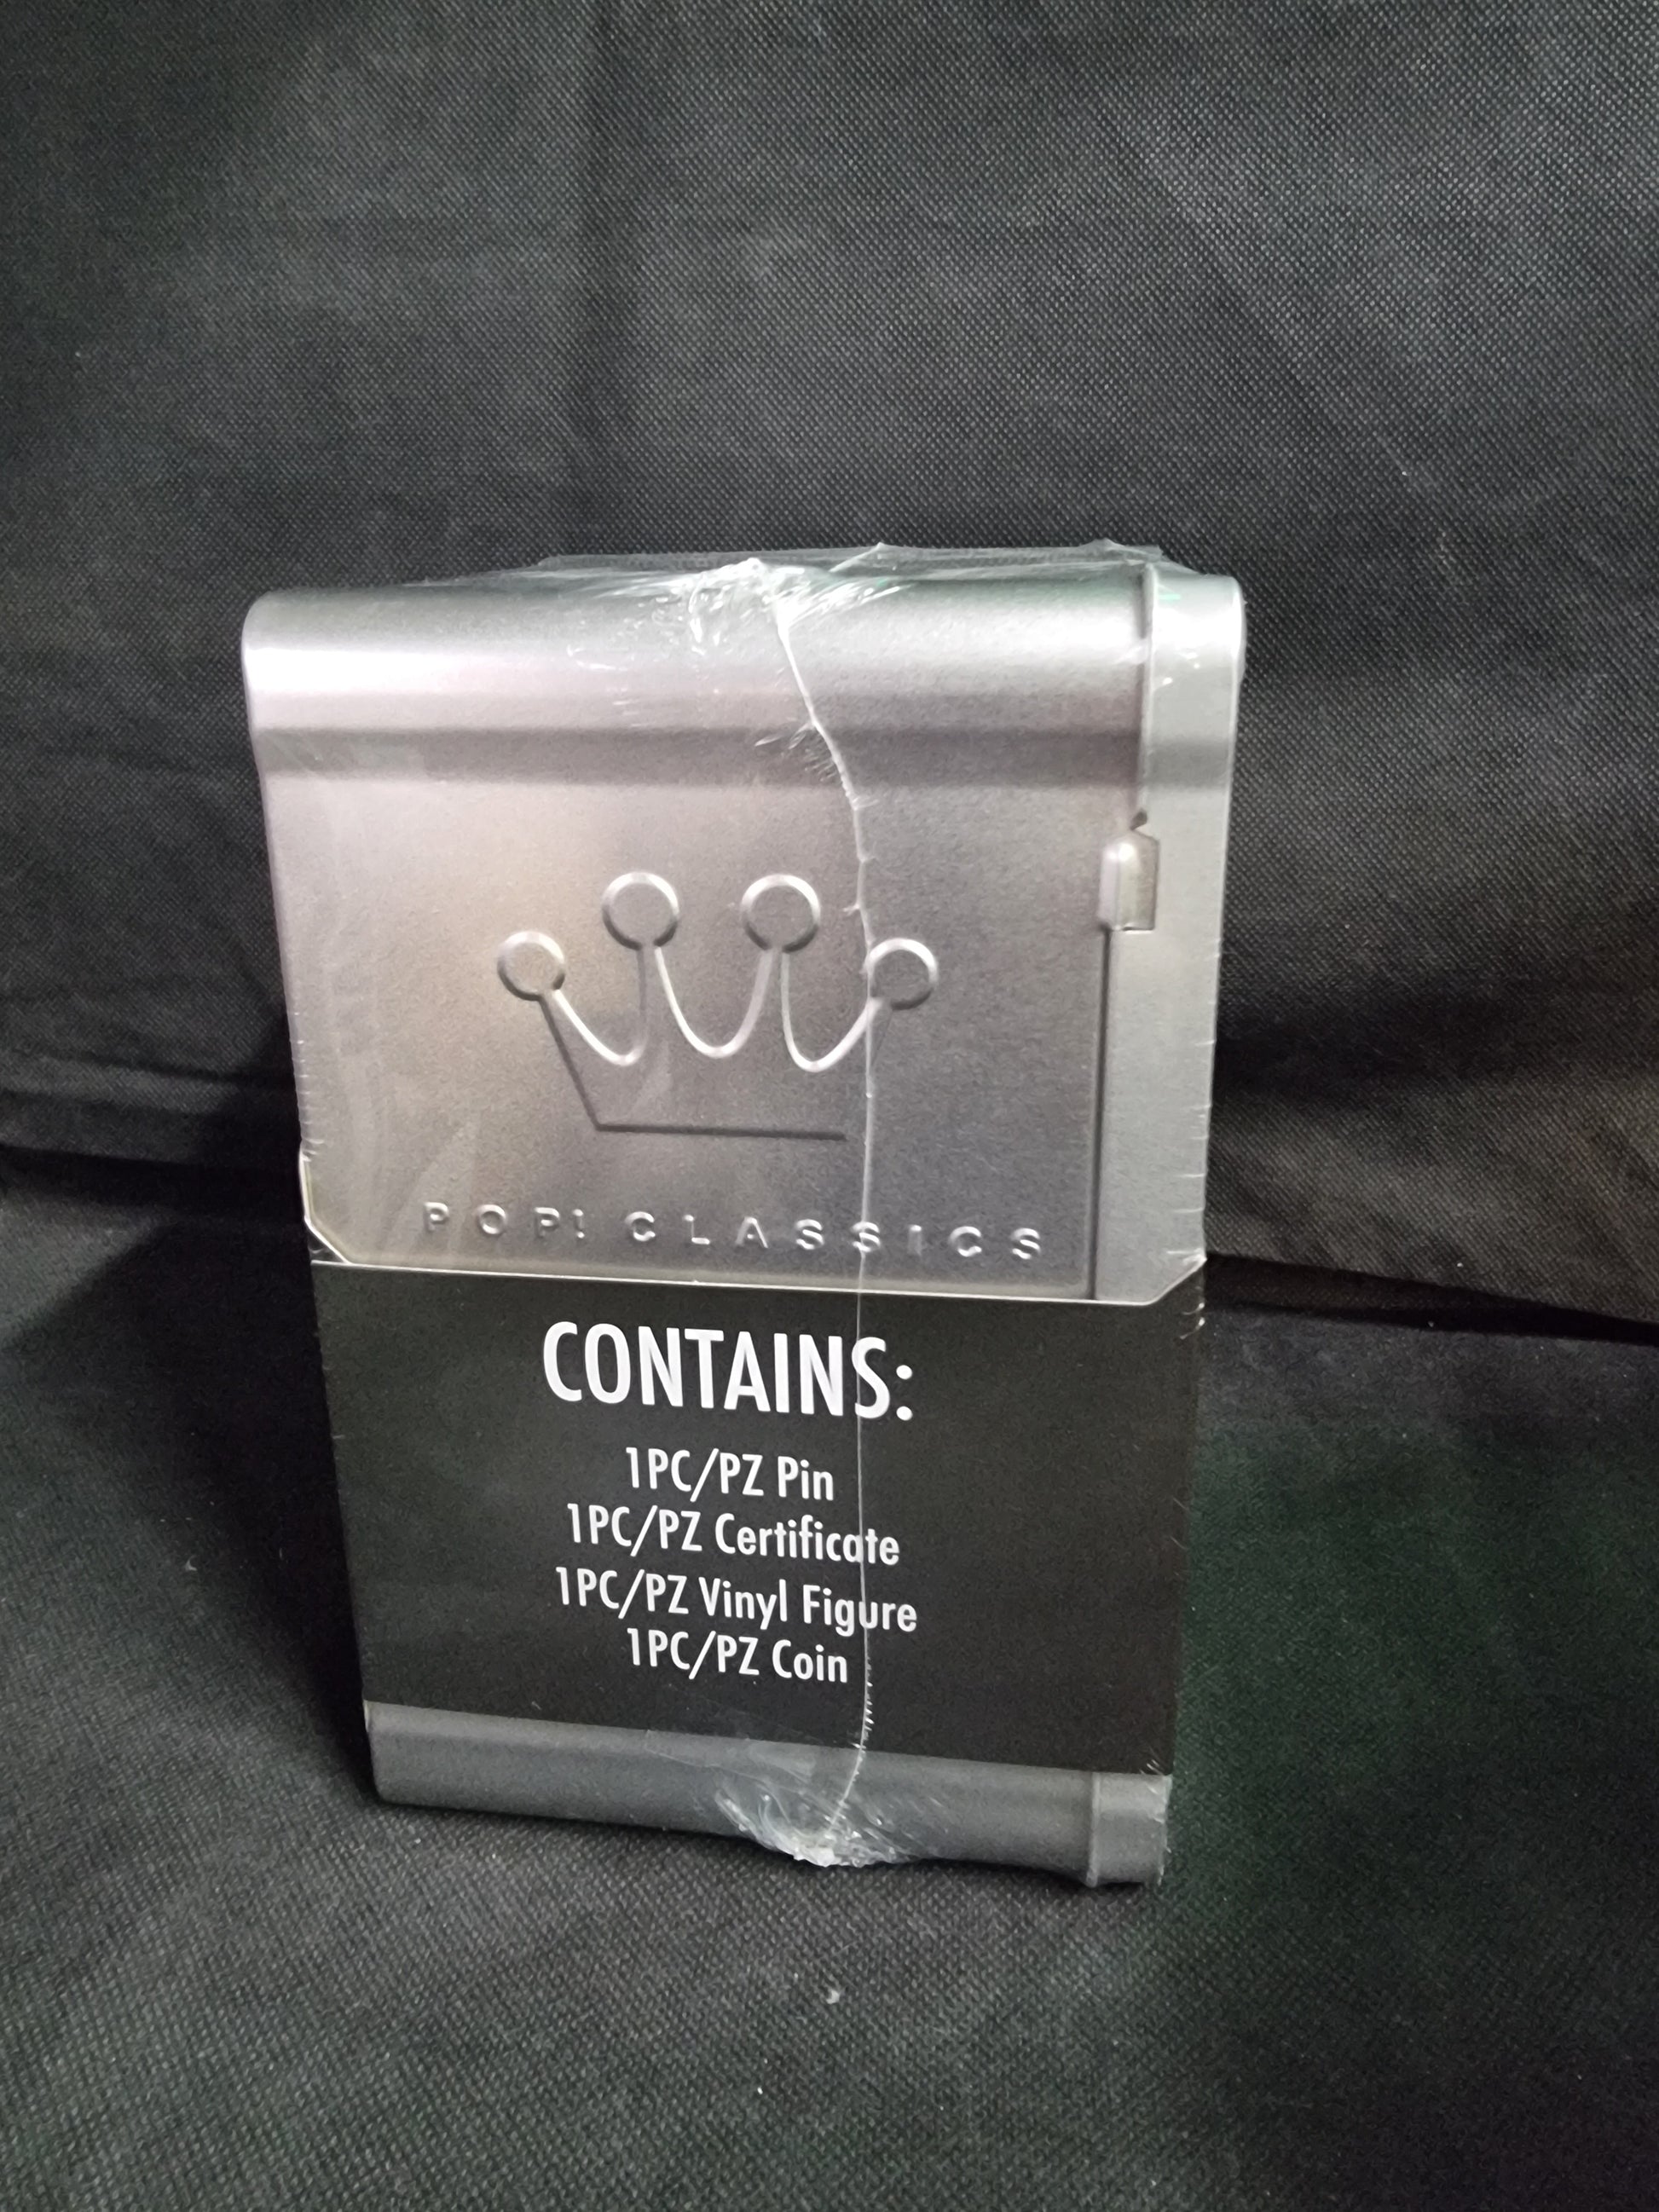 POP! CLASSICS
CONTAINS:
1PC/PZ Pin
1PC/PZ Certificate
1PC/PZ Vinyl Figure
1PC/PZ Coin